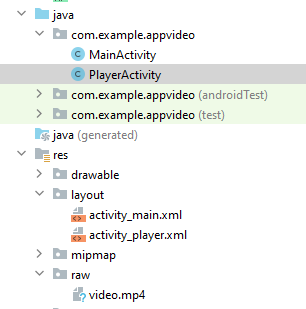 java
com.example.appvideo
MainActivity
PlayerActivity
com.example.appvideo (androidTest)
com.example.appvideo (test)
java (generated)
res
drawable
layout
activity_main.xml
activity_player.xml
mipmap
raw
video.mp4